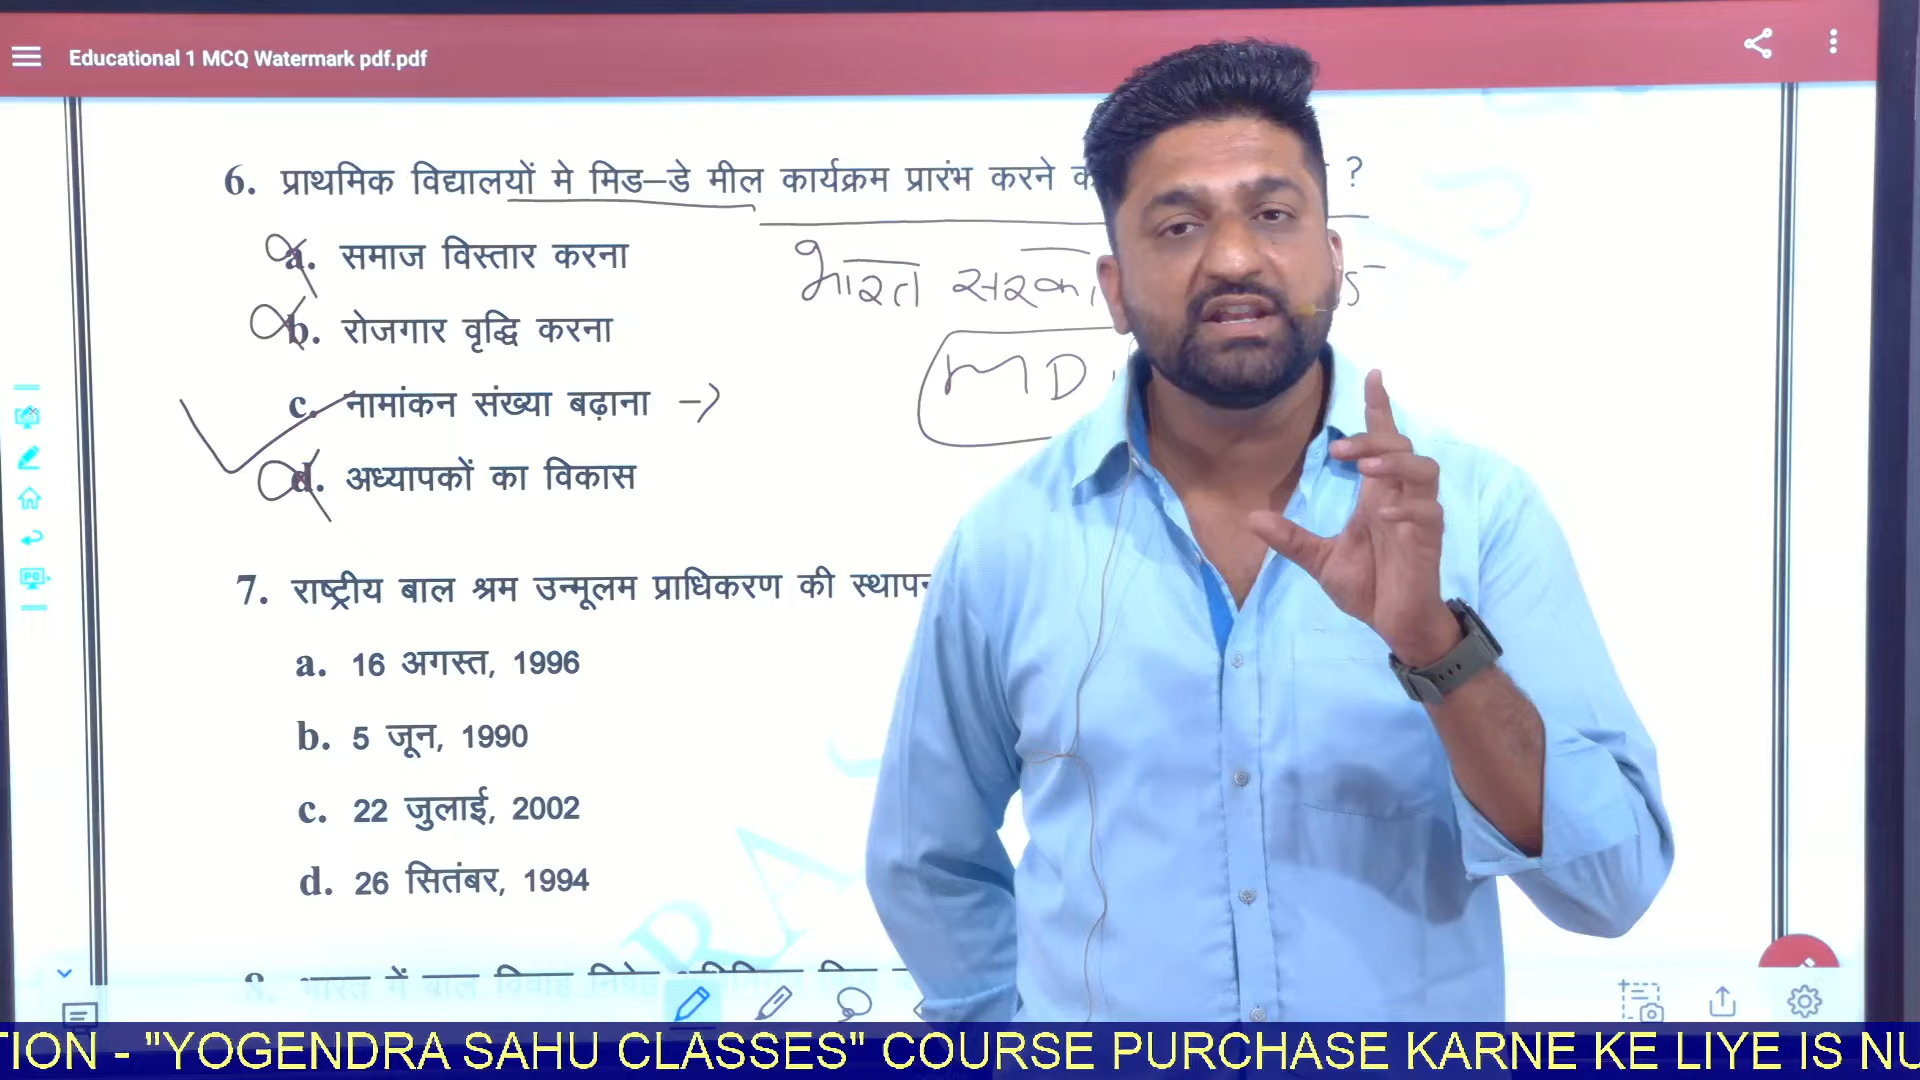 Educational 1 MCQ Watermark pdf.pdf
6. प्राथमिक विद्यालयों मे मिड–डे मील कार्यक्रम प्रारंभ करने ?
a. समाज विस्तार करना
भारत
b. रोजगार वृद्धि करना
MD
c. नामांकन संख्या बढ़ाना
d. अध्यापकों का विकास
7. राष्ट्रीय बाल श्रम उन्मूलम प्राधिकरण की
a. 16 अगस्त, 1996
b. 5 जून, 1990
c. 22 जुलाई, 2002
d. 26 सितंबर, 1994
8. भारत में बाल विवाह
TION - "YOGENDRA SAHU CLASSES" COURSE PURCHASE KARNE KE LIYE IS NU